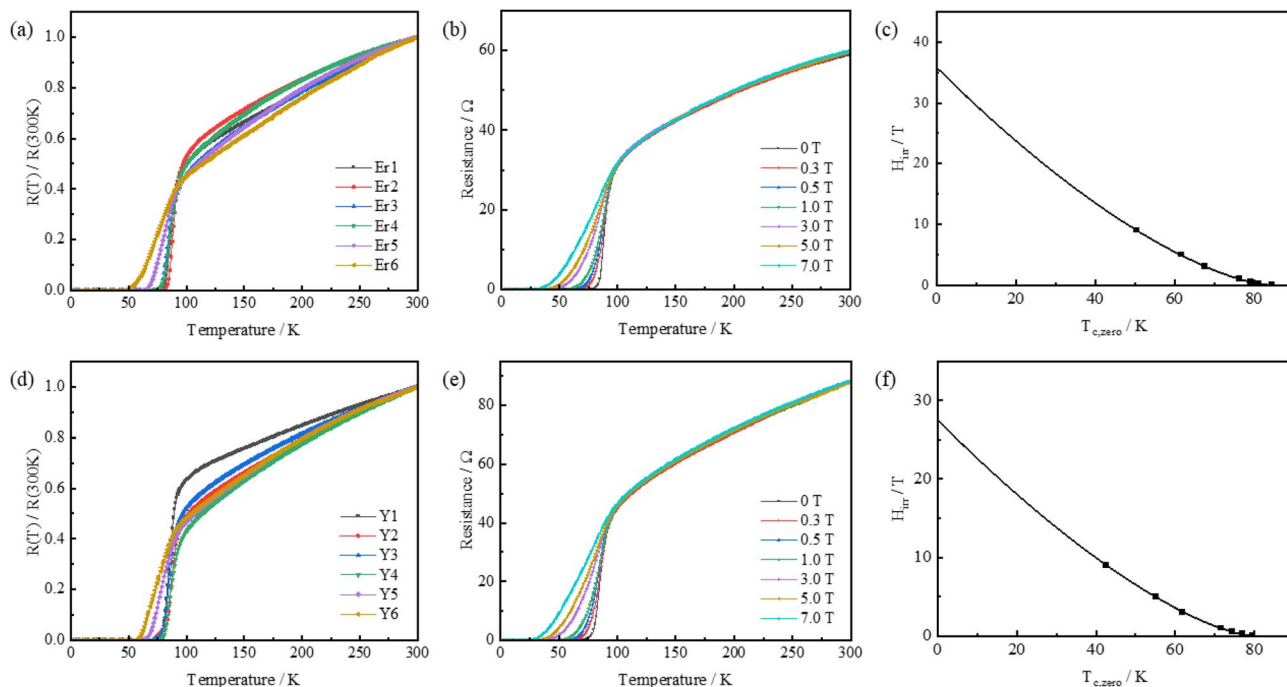 (a)
1.0
0.8
0.6
0.4
0.2
0.0
R(T) / R(300K)
Er1
Er2
Er3
Er4
Er5
Er6
0 50 100 150 200 250 300
Temperature / K
(b)
60
40
20
0
Resistance / Ω
0 T
0.3 T
0.5 T
1.0 T
3.0 T
5.0 T
7.0 T
0 50 100 150 200 250 300
Temperature / K
(c)
40
30
20
10
0
H_irr / T
0 20 40 60 80
T_c,zero / K
(d)
1.0
0.8
0.6
0.4
0.2
0.0
R(T) / R(300K)
Y1
Y2
Y3
Y4
Y5
Y6
0 50 100 150 200 250 300
Temperature / K
(e)
80
60
40
20
0
Resistance / Ω
0 T
0.3 T
0.5 T
1.0 T
3.0 T
5.0 T
7.0 T
0 50 100 150 200 250 300
Temperature / K
(f)
30
20
10
0
H_irr / T
0 20 40 60 80
T_c,zero / K